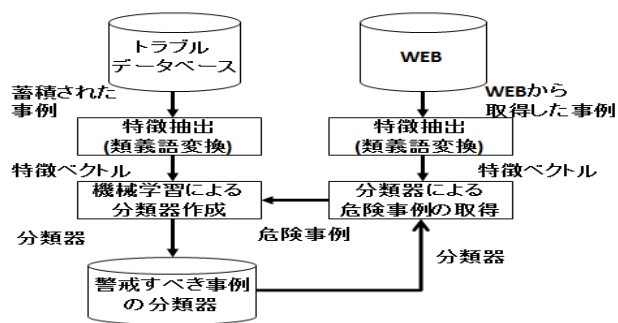 トラブル
データベース
WEB
蓄積された
事例
WEBから
取得した事例
特徴抽出
(類義語変換)
特徴抽出
(類義語変換)
特徴ベクトル
特徴ベクトル
機械学習による
分類器作成
分類器による
危険事例の取得
分類器
危険事例
分類器
警戒すべき事例
の分類器